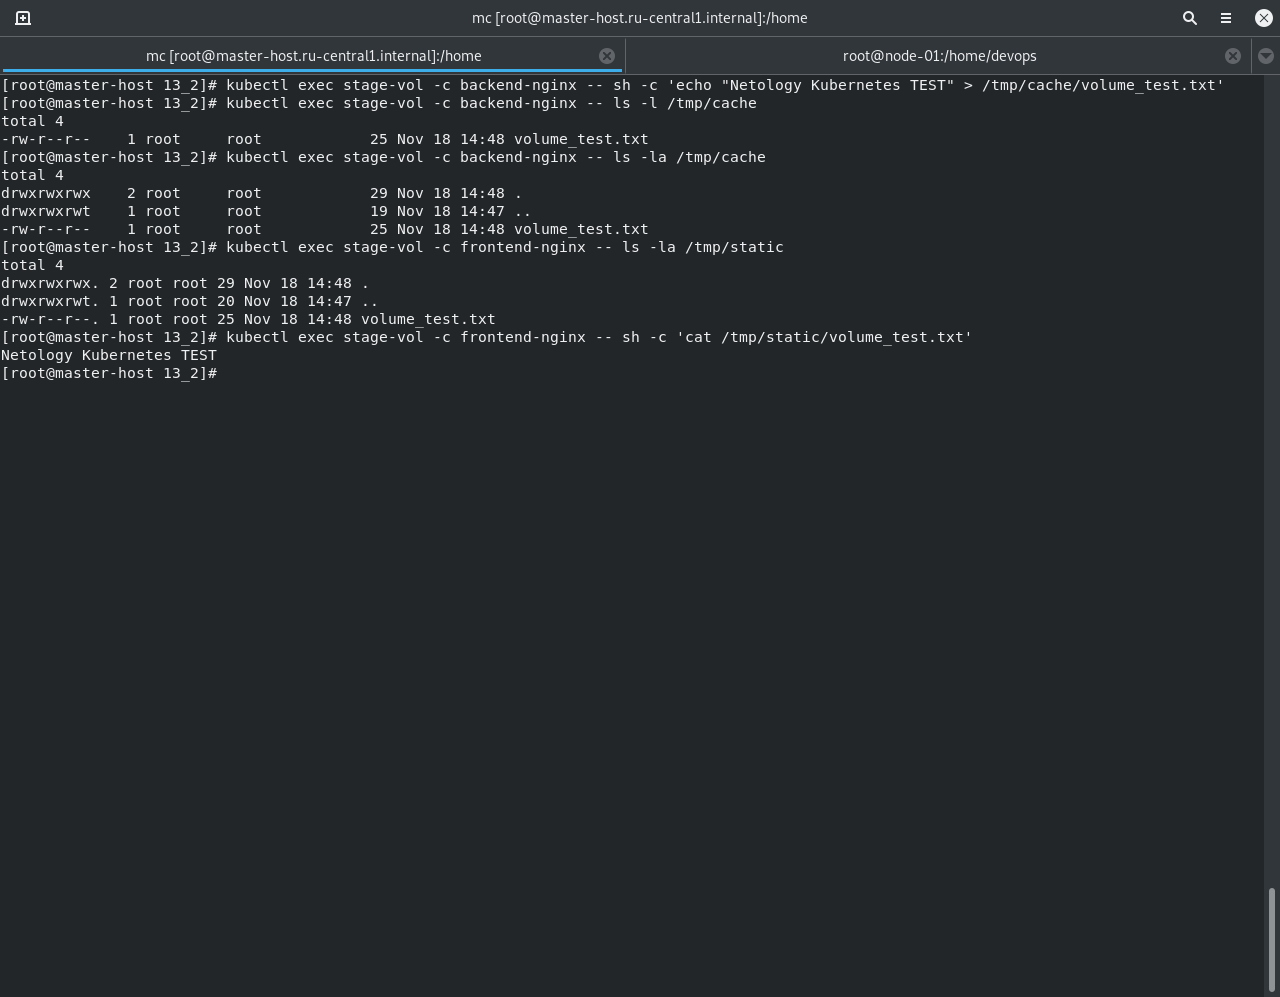 mc [root@master-host.ru-central1.internal]:/home
mc [root@master-host.ru-central1.internal]:/home
root@node-01:/home/devops
[root@master-host 13_2]# kubectl exec stage-vol -c backend-nginx -- sh -c 'echo "Netology Kubernetes TEST" > /tmp/cache/volume_test.txt'
[root@master-host 13_2]# kubectl exec stage-vol -c backend-nginx -- ls -l /tmp/cache
total 4
-rw-r--r--    1 root     root            25 Nov 18 14:48 volume_test.txt
[root@master-host 13_2]# kubectl exec stage-vol -c backend-nginx -- ls -la /tmp/cache
total 4
drwxrwxrwx    2 root     root            29 Nov 18 14:48 .
drwxrwxrwt    1 root     root            19 Nov 18 14:47 ..
-rw-r--r--    1 root     root            25 Nov 18 14:48 volume_test.txt
[root@master-host 13_2]# kubectl exec stage-vol -c frontend-nginx -- ls -la /tmp/static
total 4
drwxrwxrwx. 2 root root 29 Nov 18 14:48 .
drwxrwxrwt. 1 root root 20 Nov 18 14:47 ..
-rw-r--r--. 1 root root 25 Nov 18 14:48 volume_test.txt
[root@master-host 13_2]# kubectl exec stage-vol -c frontend-nginx -- sh -c 'cat /tmp/static/volume_test.txt'
Netology Kubernetes TEST
[root@master-host 13_2]#